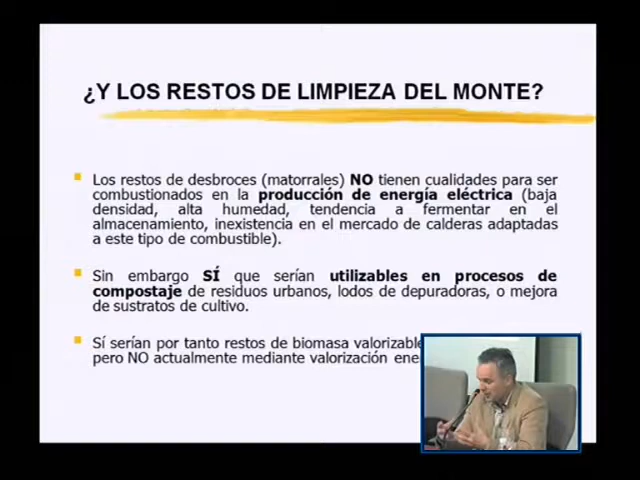 ¿Y LOS RESTOS DE LIMPIEZA DEL MONTE?
Los restos de desbroces (matorrales) NO tienen cualidades para ser
combustionados en la producción de energía eléctrica (baja
densidad, alta humedad, tendencia a fermentar en el
almacenamiento, inexistencia en el mercado de calderas adaptadas
a este tipo de combustible).
Sin embargo SÍ que serían utilizables en procesos de
compostaje de residuos urbanos, lodos de depuradoras, o mejora
de sustratos de cultivo.
Sí serían por tanto restos de biomasa
pero NO actualmente mediante valorización